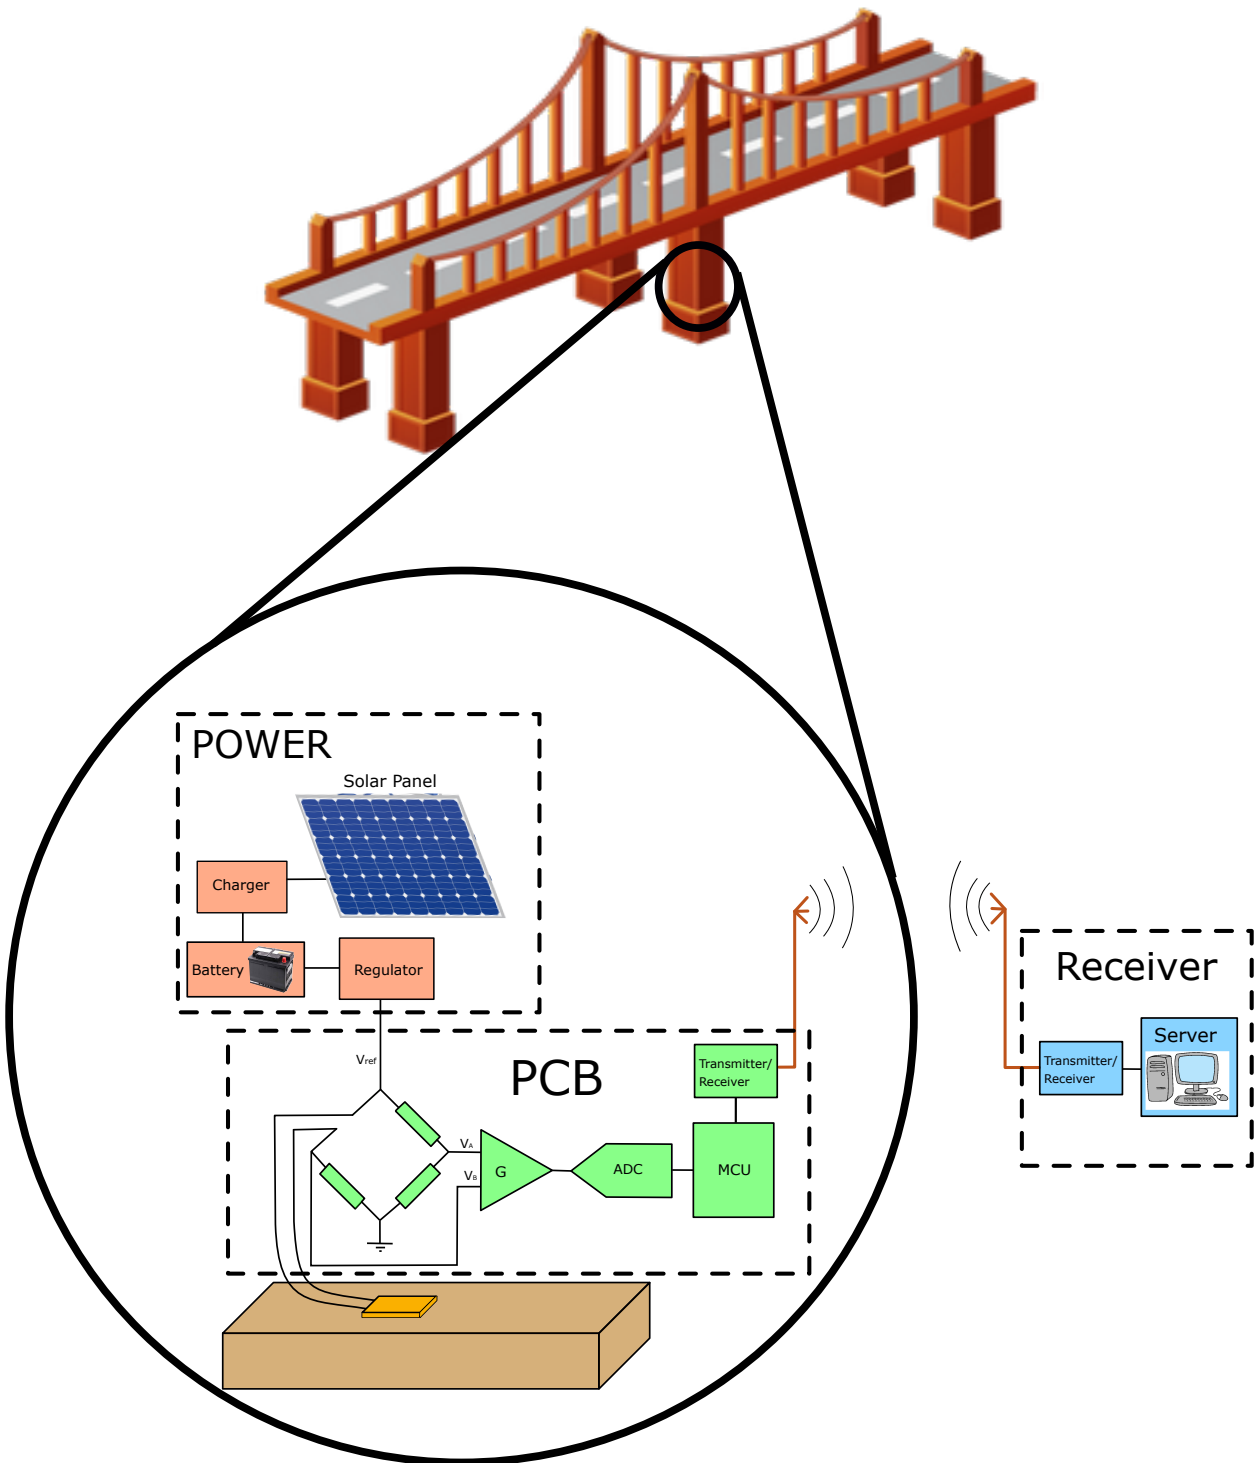 POWER
Solar Panel
Charger
Battery
Regulator
Vref
PCB
Transmitter/
Receiver
VA
VB
G
ADC
MCU
Receiver
Server
Transmitter/
Receiver